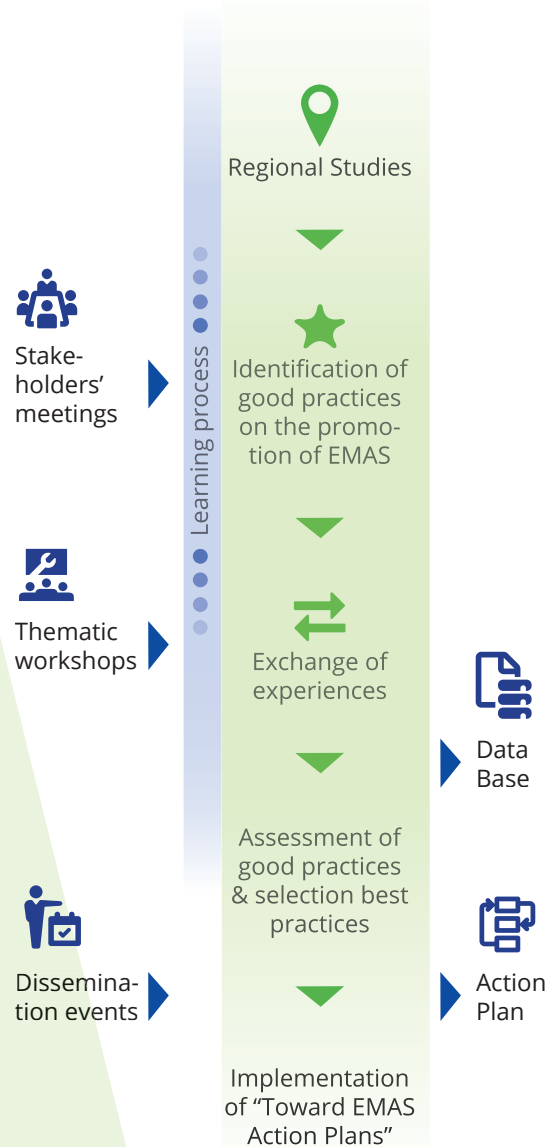 Regional Studies
Stake-
holders’
meetings
Learning process
Identification of
good practices
on the promo-
tion of EMAS
Thematic
workshops
Exchange of
experiences
Data
Base
Assessment of
good practices
& selection best
practices
Dissemina-
tion events
Action
Plan
Implementation
of “Toward EMAS
Action Plans”